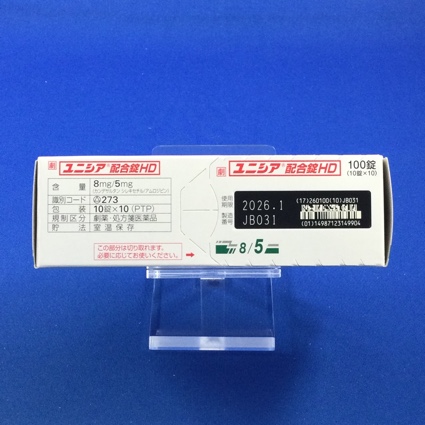 劇 ユニシア®配合錠HD
含量 8mg/5mg
(カンデサルタン シレキセチル/アムロジピン)
識別コード 273
包装 10錠×10(PTP)
規制区分 劇薬・処方箋医薬品
貯法 室温保存
この部分は切り取れます。
必要に応じてお使いください。
劇 ユニシア®配合錠HD
100錠
(10錠×10)
使用期限 2026.1
製造番号 JB031
(17)260100(10)JB031
(01)14987123149904
8/5